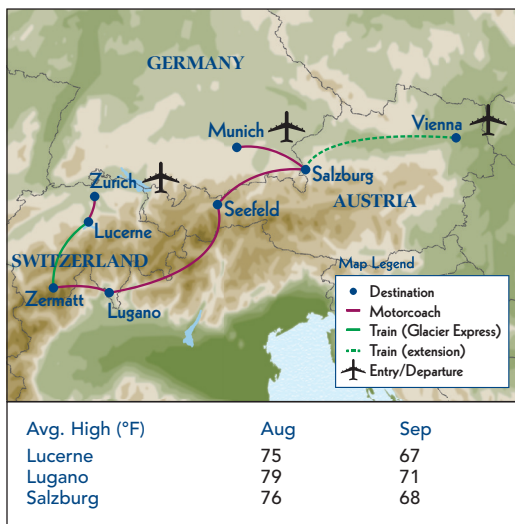 GERMANY
Munich
Vienna
Salzburg
Zurich
Seefeld
AUSTRIA
Lucerne
SWITZERLAND
Zermatt
Lugano
Map Legend
Destination
Motorcoach
Train (Glacier Express)
Train (extension)
Entry/Departure
Avg. High (°F) Aug Sep
Lucerne 75 67
Lugano 79 71
Salzburg 76 68